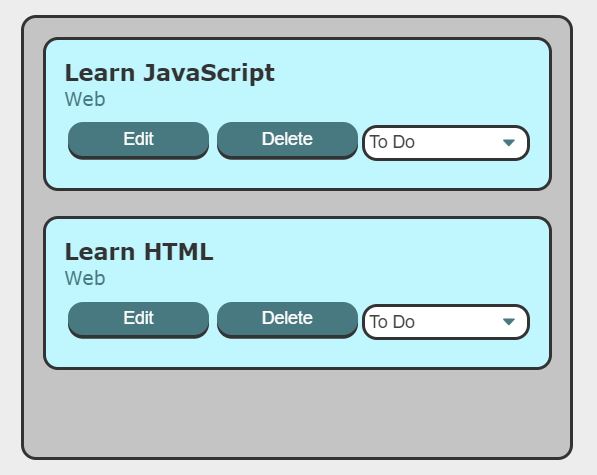 Learn JavaScript
Web
Edit Delete To Do
Learn HTML
Web
Edit Delete To Do